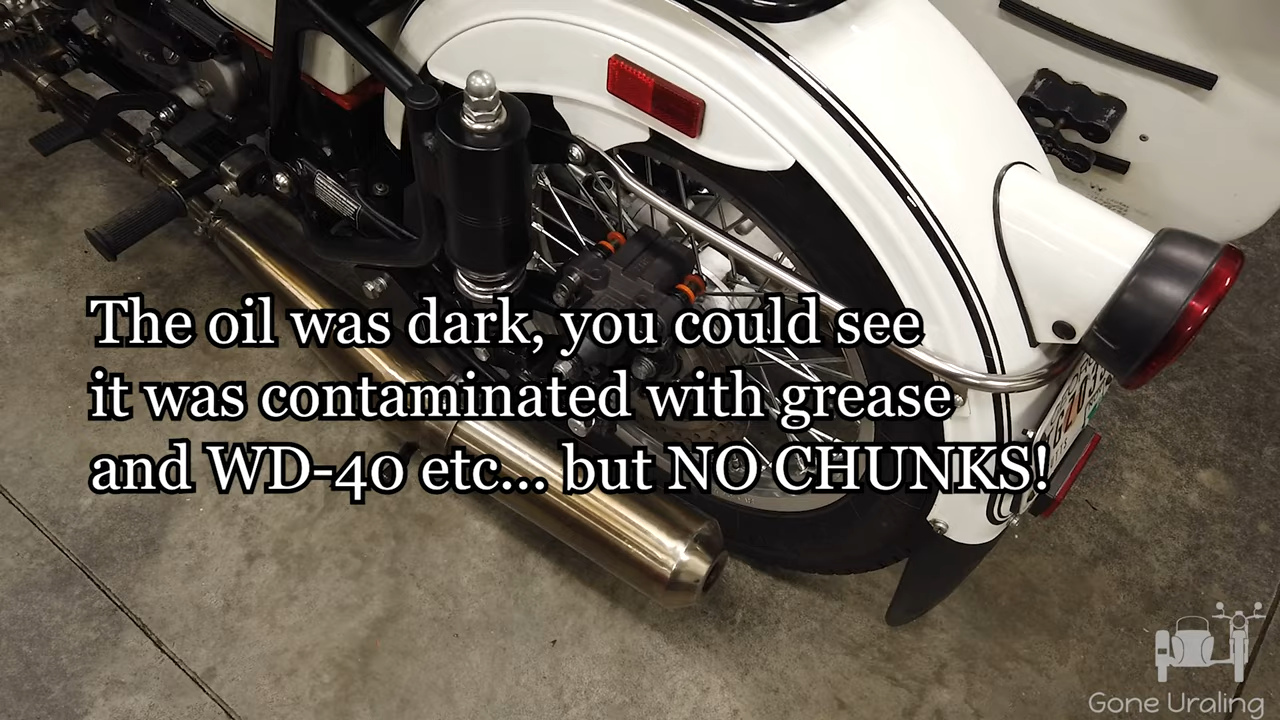 The oil was dark, you could see
it was contaminated with grease
and WD-40 etc... but NO CHUNKS!
Gone Uraling